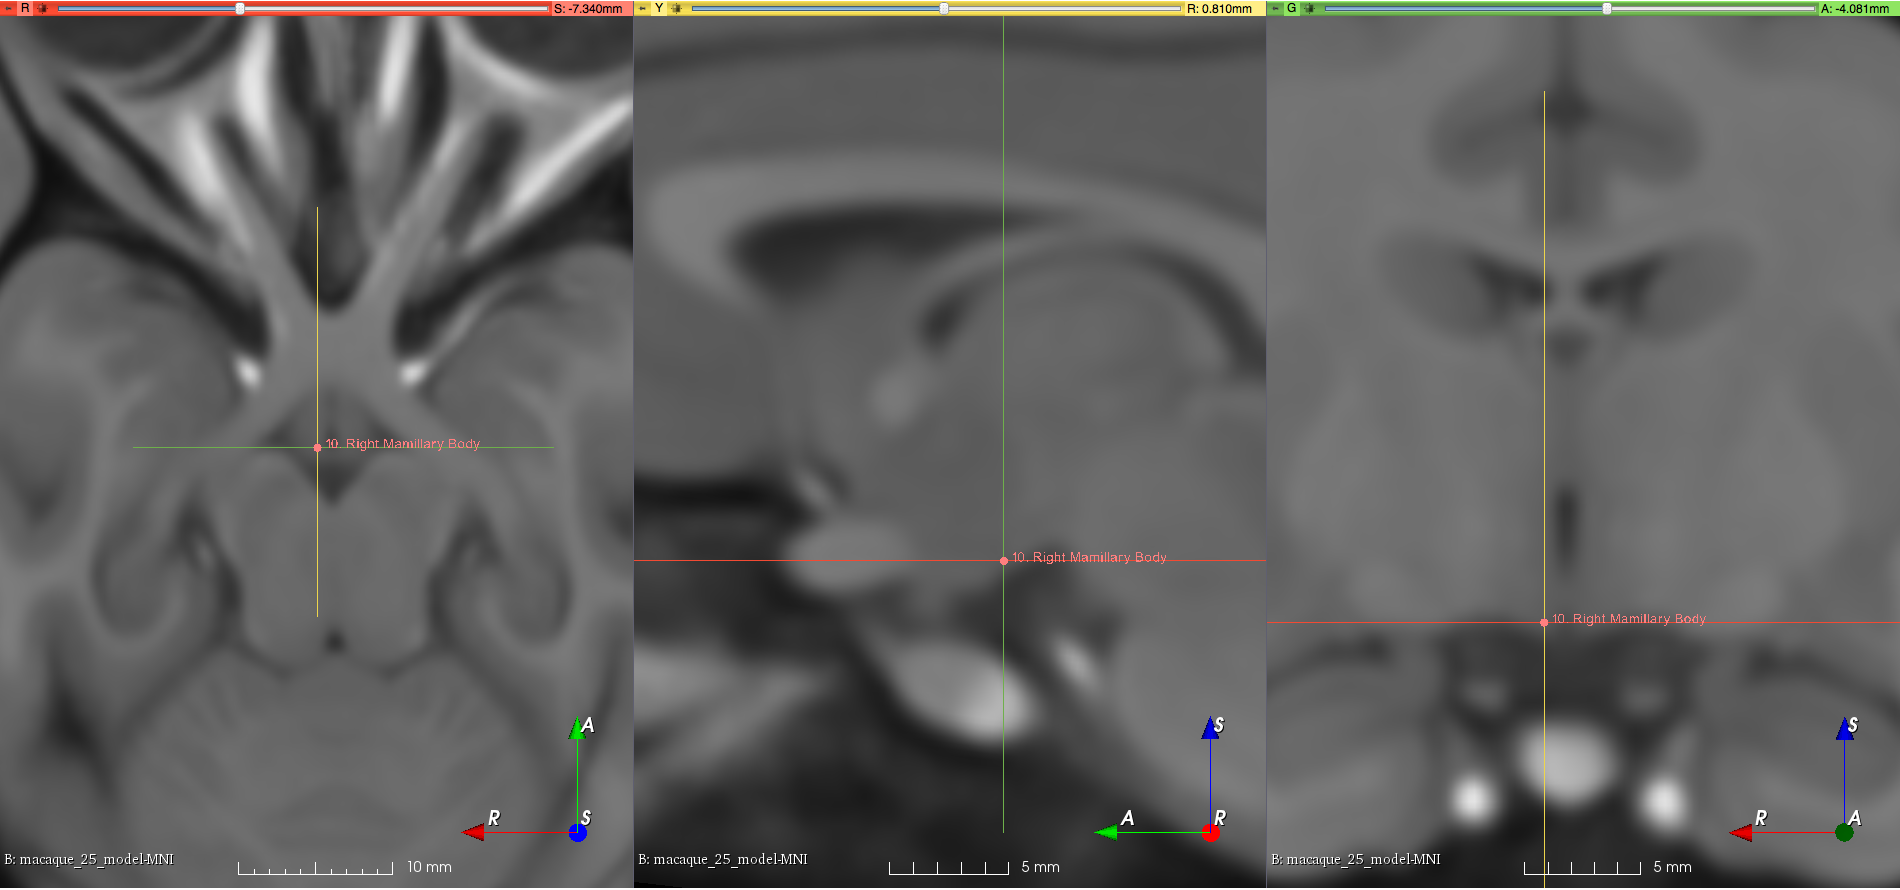 R
S: -7.340mm
Y
R: 0.810mm
G
A: -4.081mm
10. Right Mamillary Body
10. Right Mamillary Body
10. Right Mamillary Body
A
R
S
S
A
R
S
R
A
B: macaque_25_model-MNI
10 mm
B: macaque_25_model-MNI
5 mm
B: macaque_25_model-MNI
5 mm